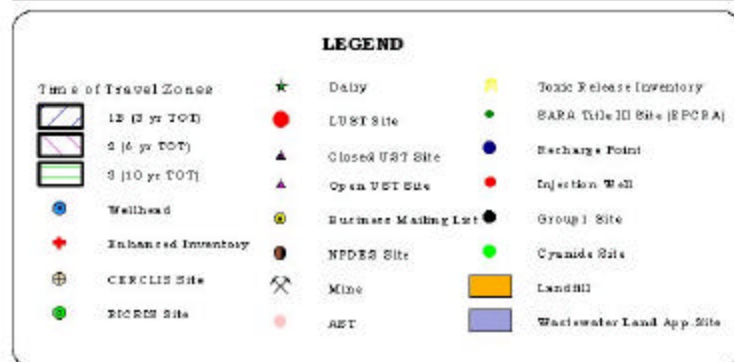 LEGEND
Time of Travel Zones
1B (3 yr TOT)
2 (6 yr TOT)
3 (10 yr TOT)
Wellhead
Enhanced Inventory
CERCLIS Site
RICRIS Site
Dairy
LUST Site
Closed UST Site
Open UST Site
Business Mailing List
NPDES Site
Mine
AST
Toxic Release Inventory
SARA Title III Site (EPCRA)
Recharge Point
Injection Well
Group 1 Site
Cyanide Site
Landfill
Wastewater Land App. Site